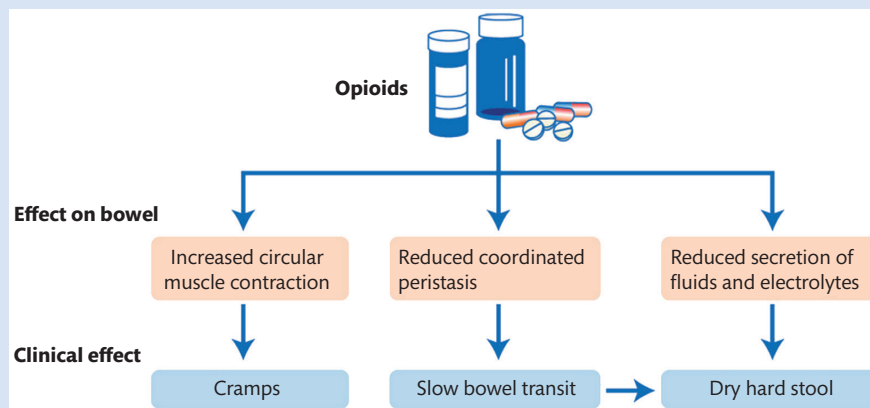 Opioids
Effect on bowel
Increased circular
muscle contraction
Reduced coordinated
peristasis
Reduced secretion of
fluids and electrolytes
Clinical effect
Cramps
Slow bowel transit
Dry hard stool